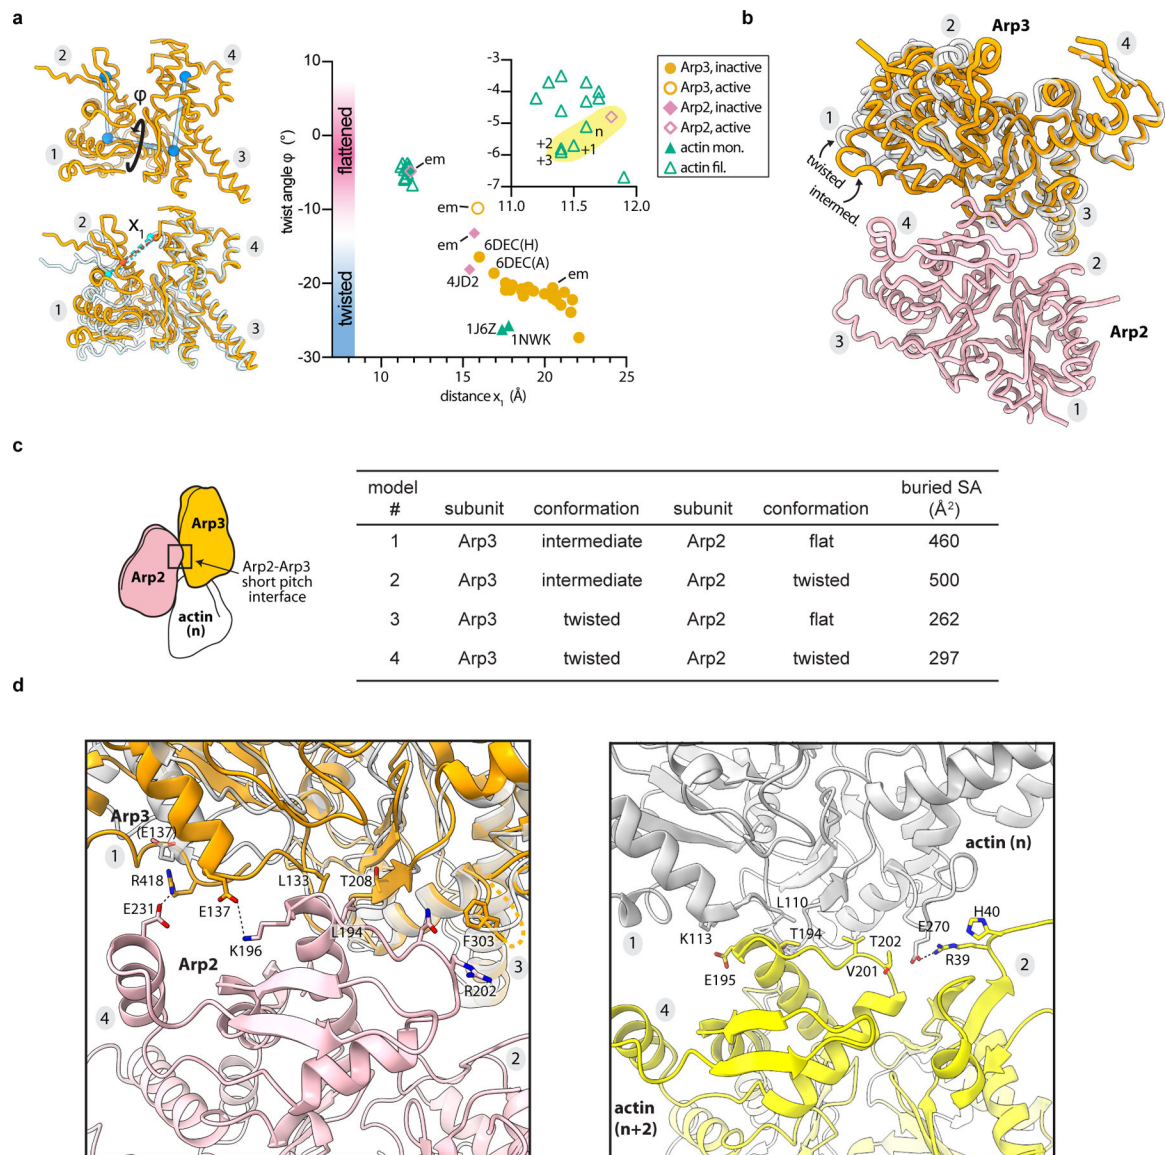 a
2
4
φ
1
3
2
x1
4
1
3
twist angle φ (°)
10
0
-10
-20
-30
flattened
twisted
10
15
20
25
distance x1 (Å)
em
em
em
6DEC(H)
6DEC(A)
4JD2
em
1J6Z
1NWK
-3
-4
-5
-6
-7
11.0
11.5
12.0
n
+2
+1
+3
Arp3, inactive
Arp3, active
Arp2, inactive
Arp2, active
actin mon.
actin fil.
b
2
Arp3
4
1
twisted
intermed.
3
4
2
3
Arp2
1
c
Arp3
Arp2
actin
(n)
Arp2-Arp3
short pitch
interface
model # subunit conformation subunit conformation buried SA (Å2)
1 Arp3 intermediate Arp2 flat 460
2 Arp3 intermediate Arp2 twisted 500
3 Arp3 twisted Arp2 flat 262
4 Arp3 twisted Arp2 twisted 297
d
Arp3
(E137)
1
R418
L133
T208
E231
E137
L194
F303
K196
Arp2
R202
3
4
2
actin (n)
L110
H40
K113
T194
E270
T202
1
E195
V201
R39
2
4
actin
(n+2)